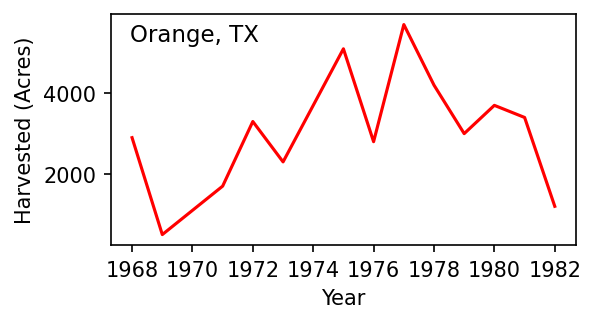 Orange, TX
Harvested (Acres)
4000
2000
1968 1970 1972 1974 1976 1978 1980 1982
Year